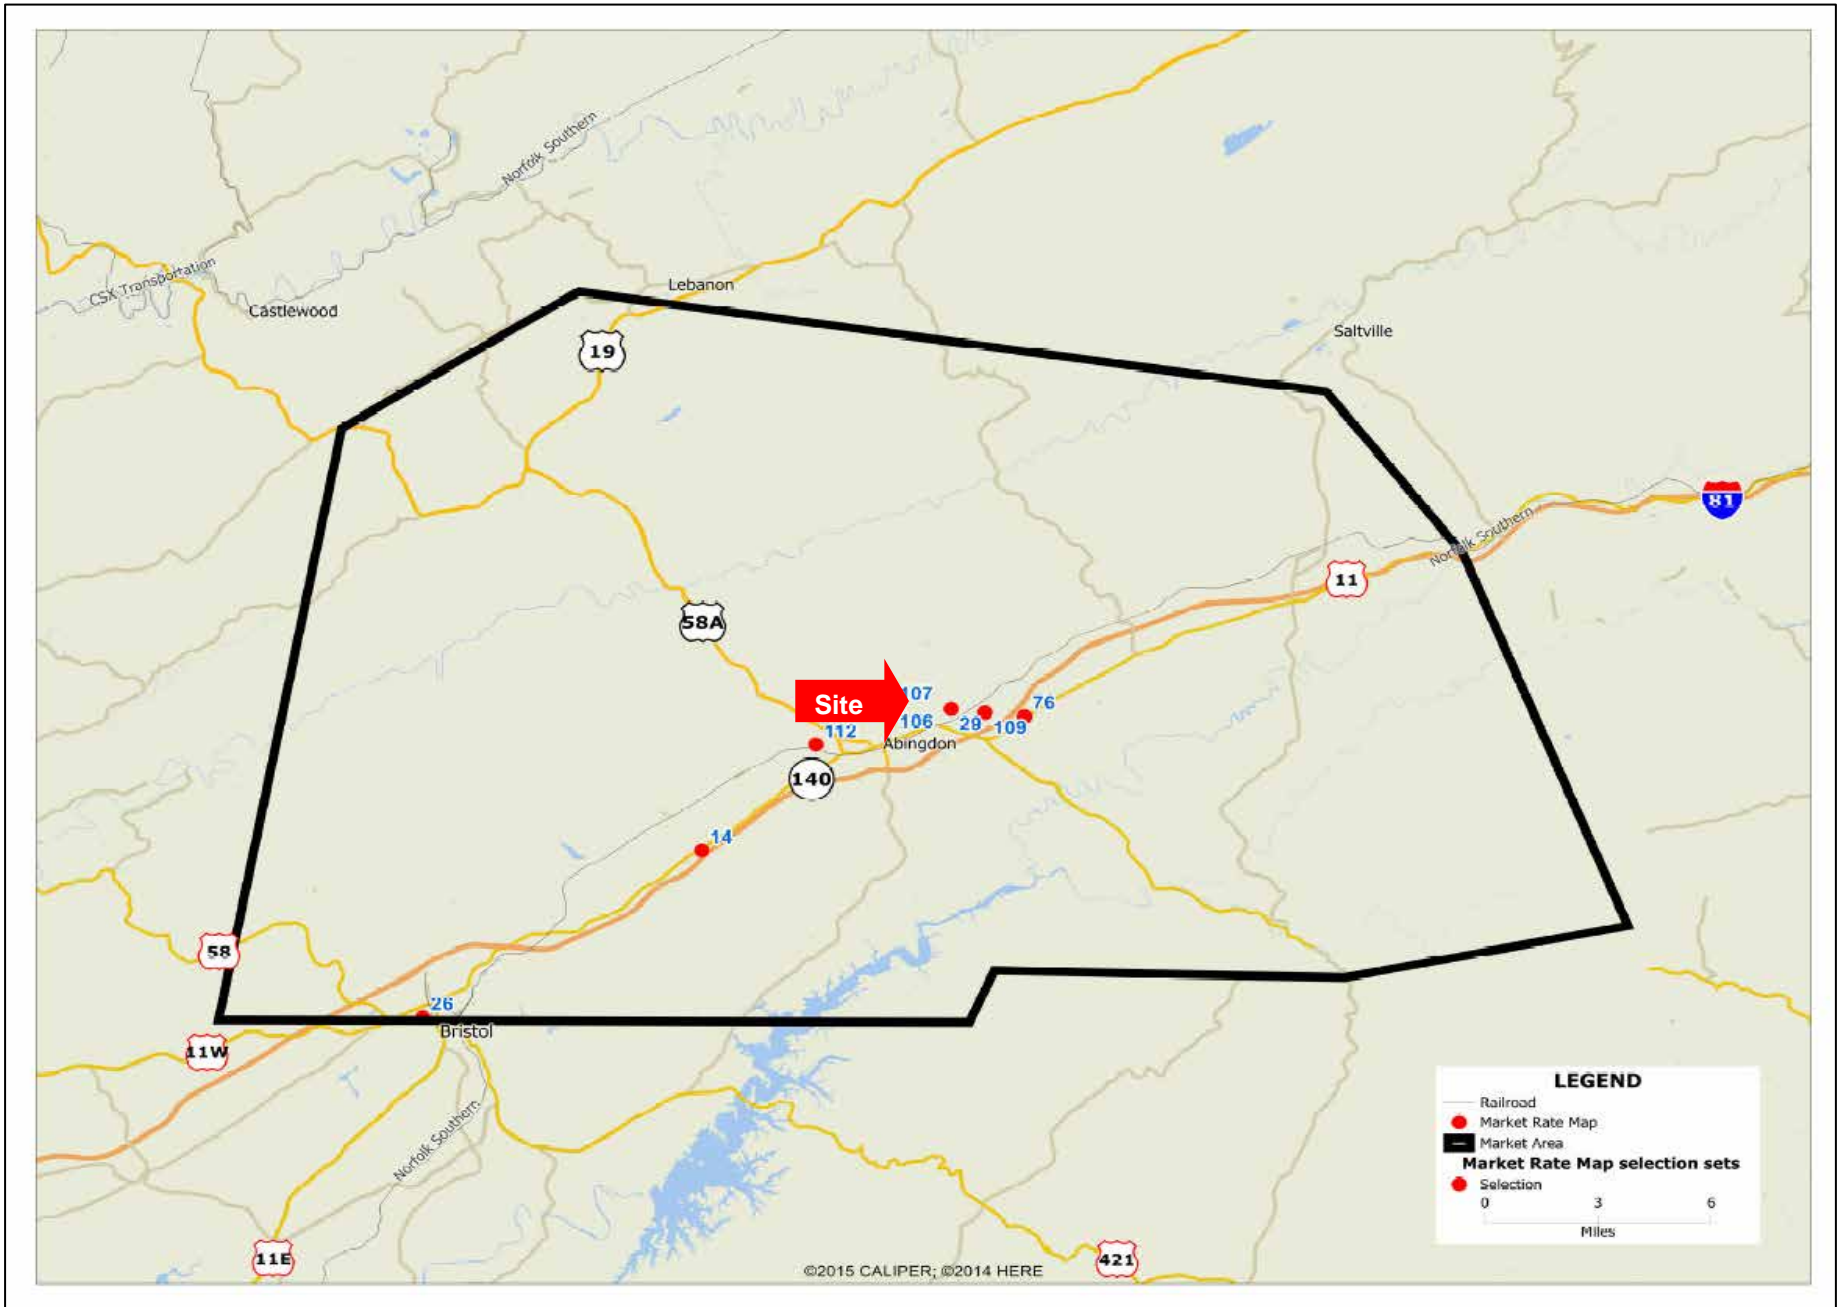 Norfolk Southern
CSX Transportation
Castlewood
Lebanon
Saltville
19
81
Norfolk Southern
11
58A
Site
107
76
106
29
109
112
Abingdon
140
14
58
26
Bristol
11W
Norfolk Southern
11E
421
LEGEND
Railroad
Market Rate Map
Market Area
Market Rate Map selection sets
Selection
0 3 6
Miles
©2015 CALIPER; ©2014 HERE